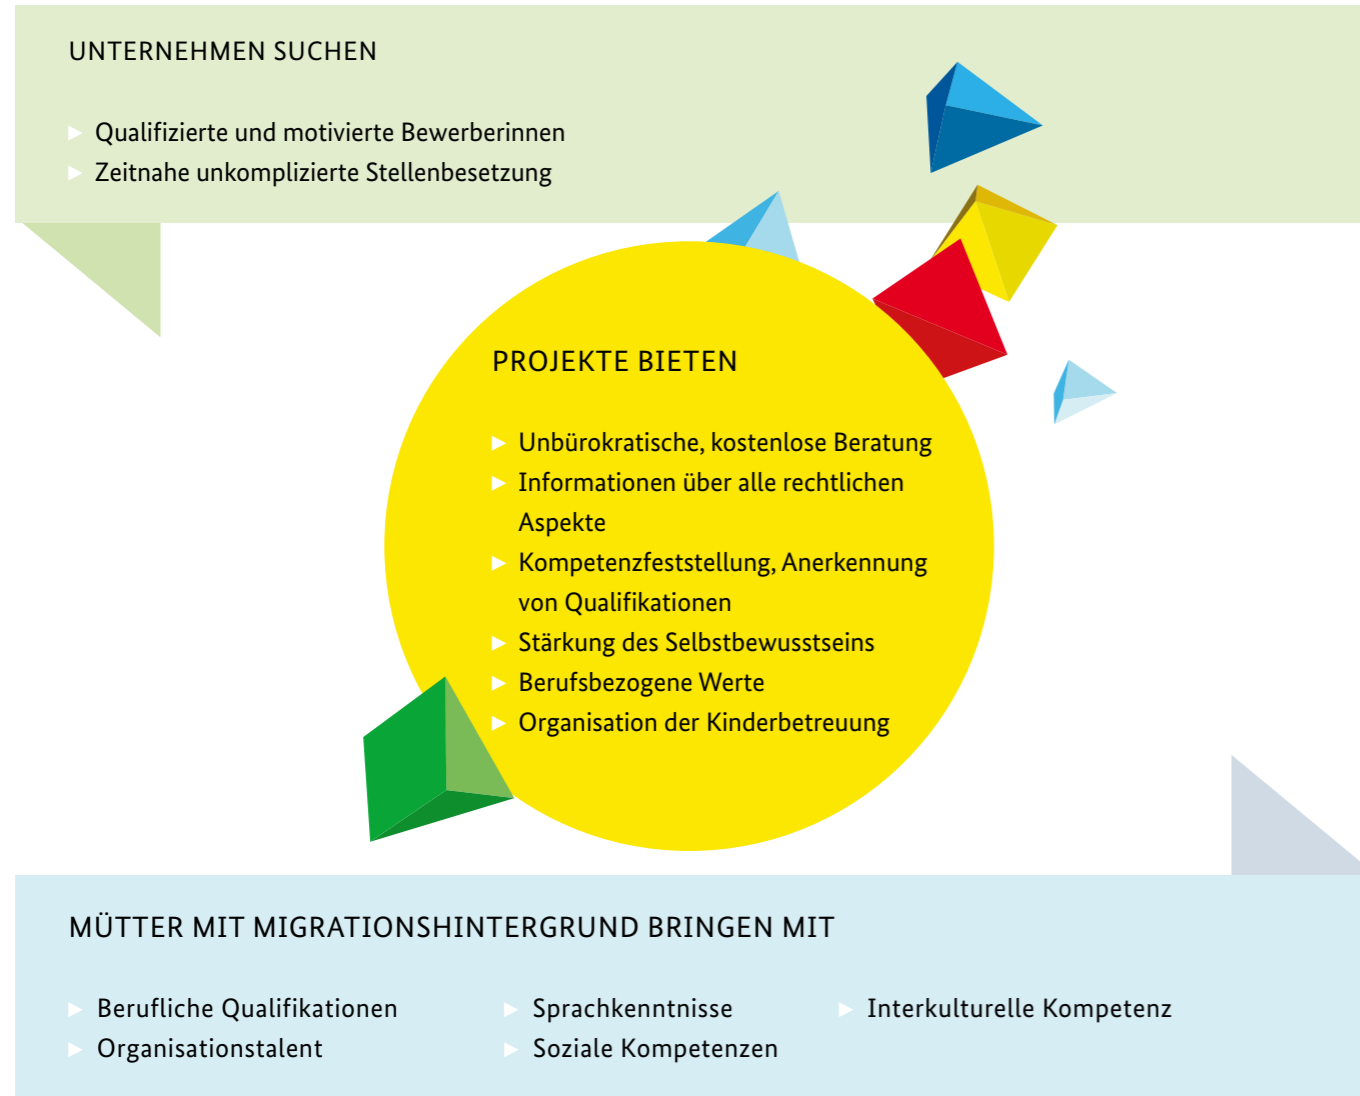 UNTERNEHMEN SUCHEN
Qualifizierte und motivierte Bewerberinnen
Zeitnahe unkomplizierte Stellenbesetzung
PROJEKTE BIETEN
Unbürokratische, kostenlose Beratung
Informationen über alle rechtlichen
Aspekte
Kompetenzfeststellung, Anerkennung
von Qualifikationen
Stärkung des Selbstbewusstseins
Berufsbezogene Werte
Organisation der Kinderbetreuung
MÜTTER MIT MIGRATIONSHINTERGRUND BRINGEN MIT
Berufliche Qualifikationen
Organisationstalent
Sprachkenntnisse
Soziale Kompetenzen
Interkulturelle Kompetenz